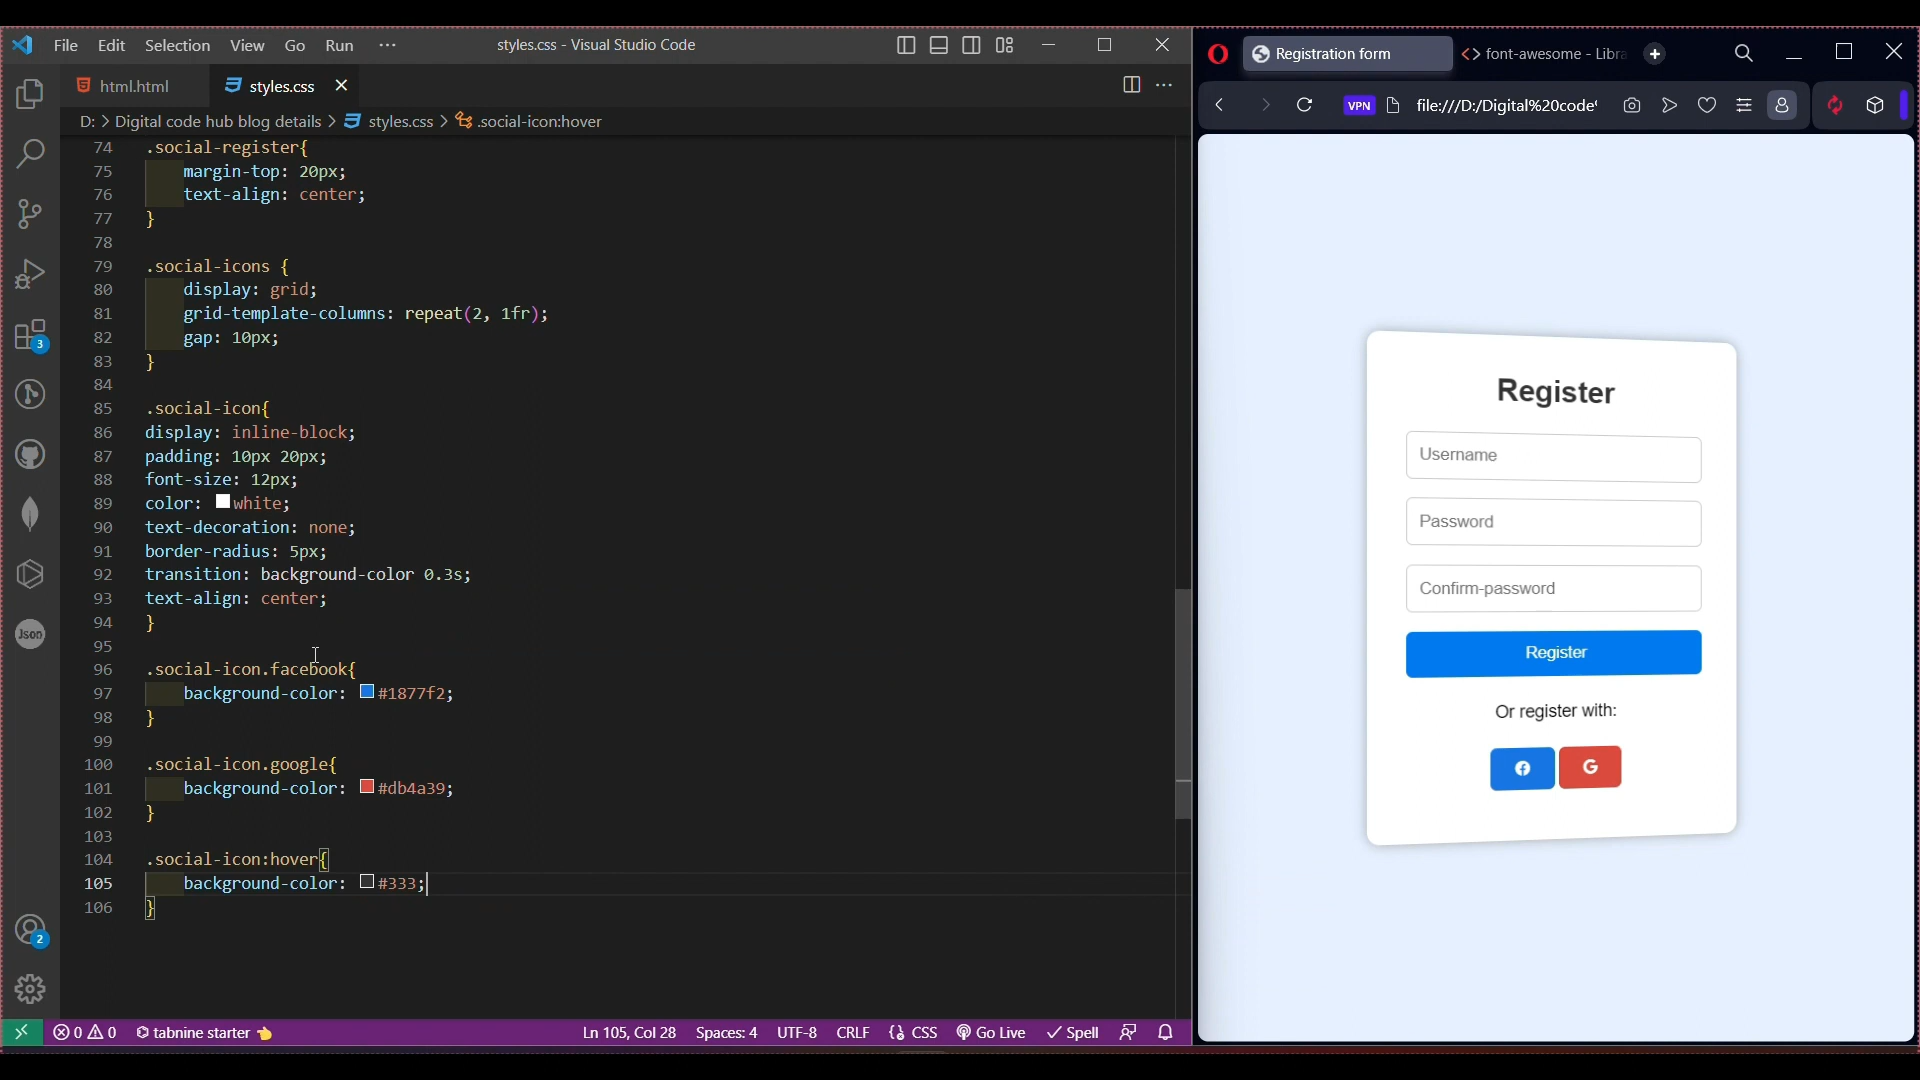 File Edit Selection View Go Run ··· styles.css - Visual Studio Code
html.html styles.css
D: > Digital code hub blog details > styles.css > .social-icon:hover
74 .social-register{
75 margin-top: 20px;
76 text-align: center;
77 }
78
79 .social-icons {
80 display: grid;
81 grid-template-columns: repeat(2, 1fr);
82 gap: 10px;
83 }
84
85 .social-icon{
86 display: inline-block;
87 padding: 10px 20px;
88 font-size: 12px;
89 color: white;
90 text-decoration: none;
91 border-radius: 5px;
92 transition: background-color 0.3s;
93 text-align: center;
94 }
95
96 .social-icon.facebook{
97 background-color: #1877f2;
98 }
99
100 .social-icon.google{
101 background-color: #db4a39;
102 }
103
104 .social-icon:hover{
105 background-color: #333;
106 }
3
Json
2
0 0 tabnine starter Ln 105, Col 28 Spaces: 4 UTF-8 CRLF CSS Go Live Spell
Registration form <> font-awesome - Libra
VPN file:///D:/Digital%20code
Register
Username
Password
Confirm-password
Register
Or register with:
G